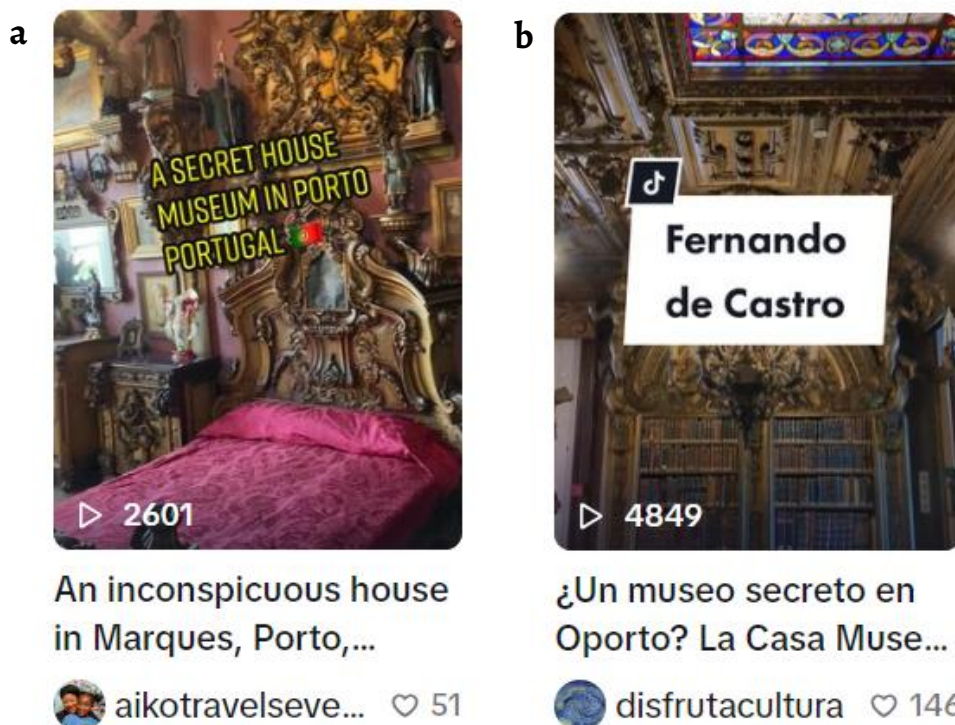 a
A SECRET HOUSE
MUSEUM IN PORTO
PORTUGAL 🇵🇹
2601
An inconspicuous house
in Marques, Porto,...
aikotravelseve...
51
b
Fernando
de Castro
4849
¿Un museo secreto en
Oporto? La Casa Muse...
disfrutacultura
146